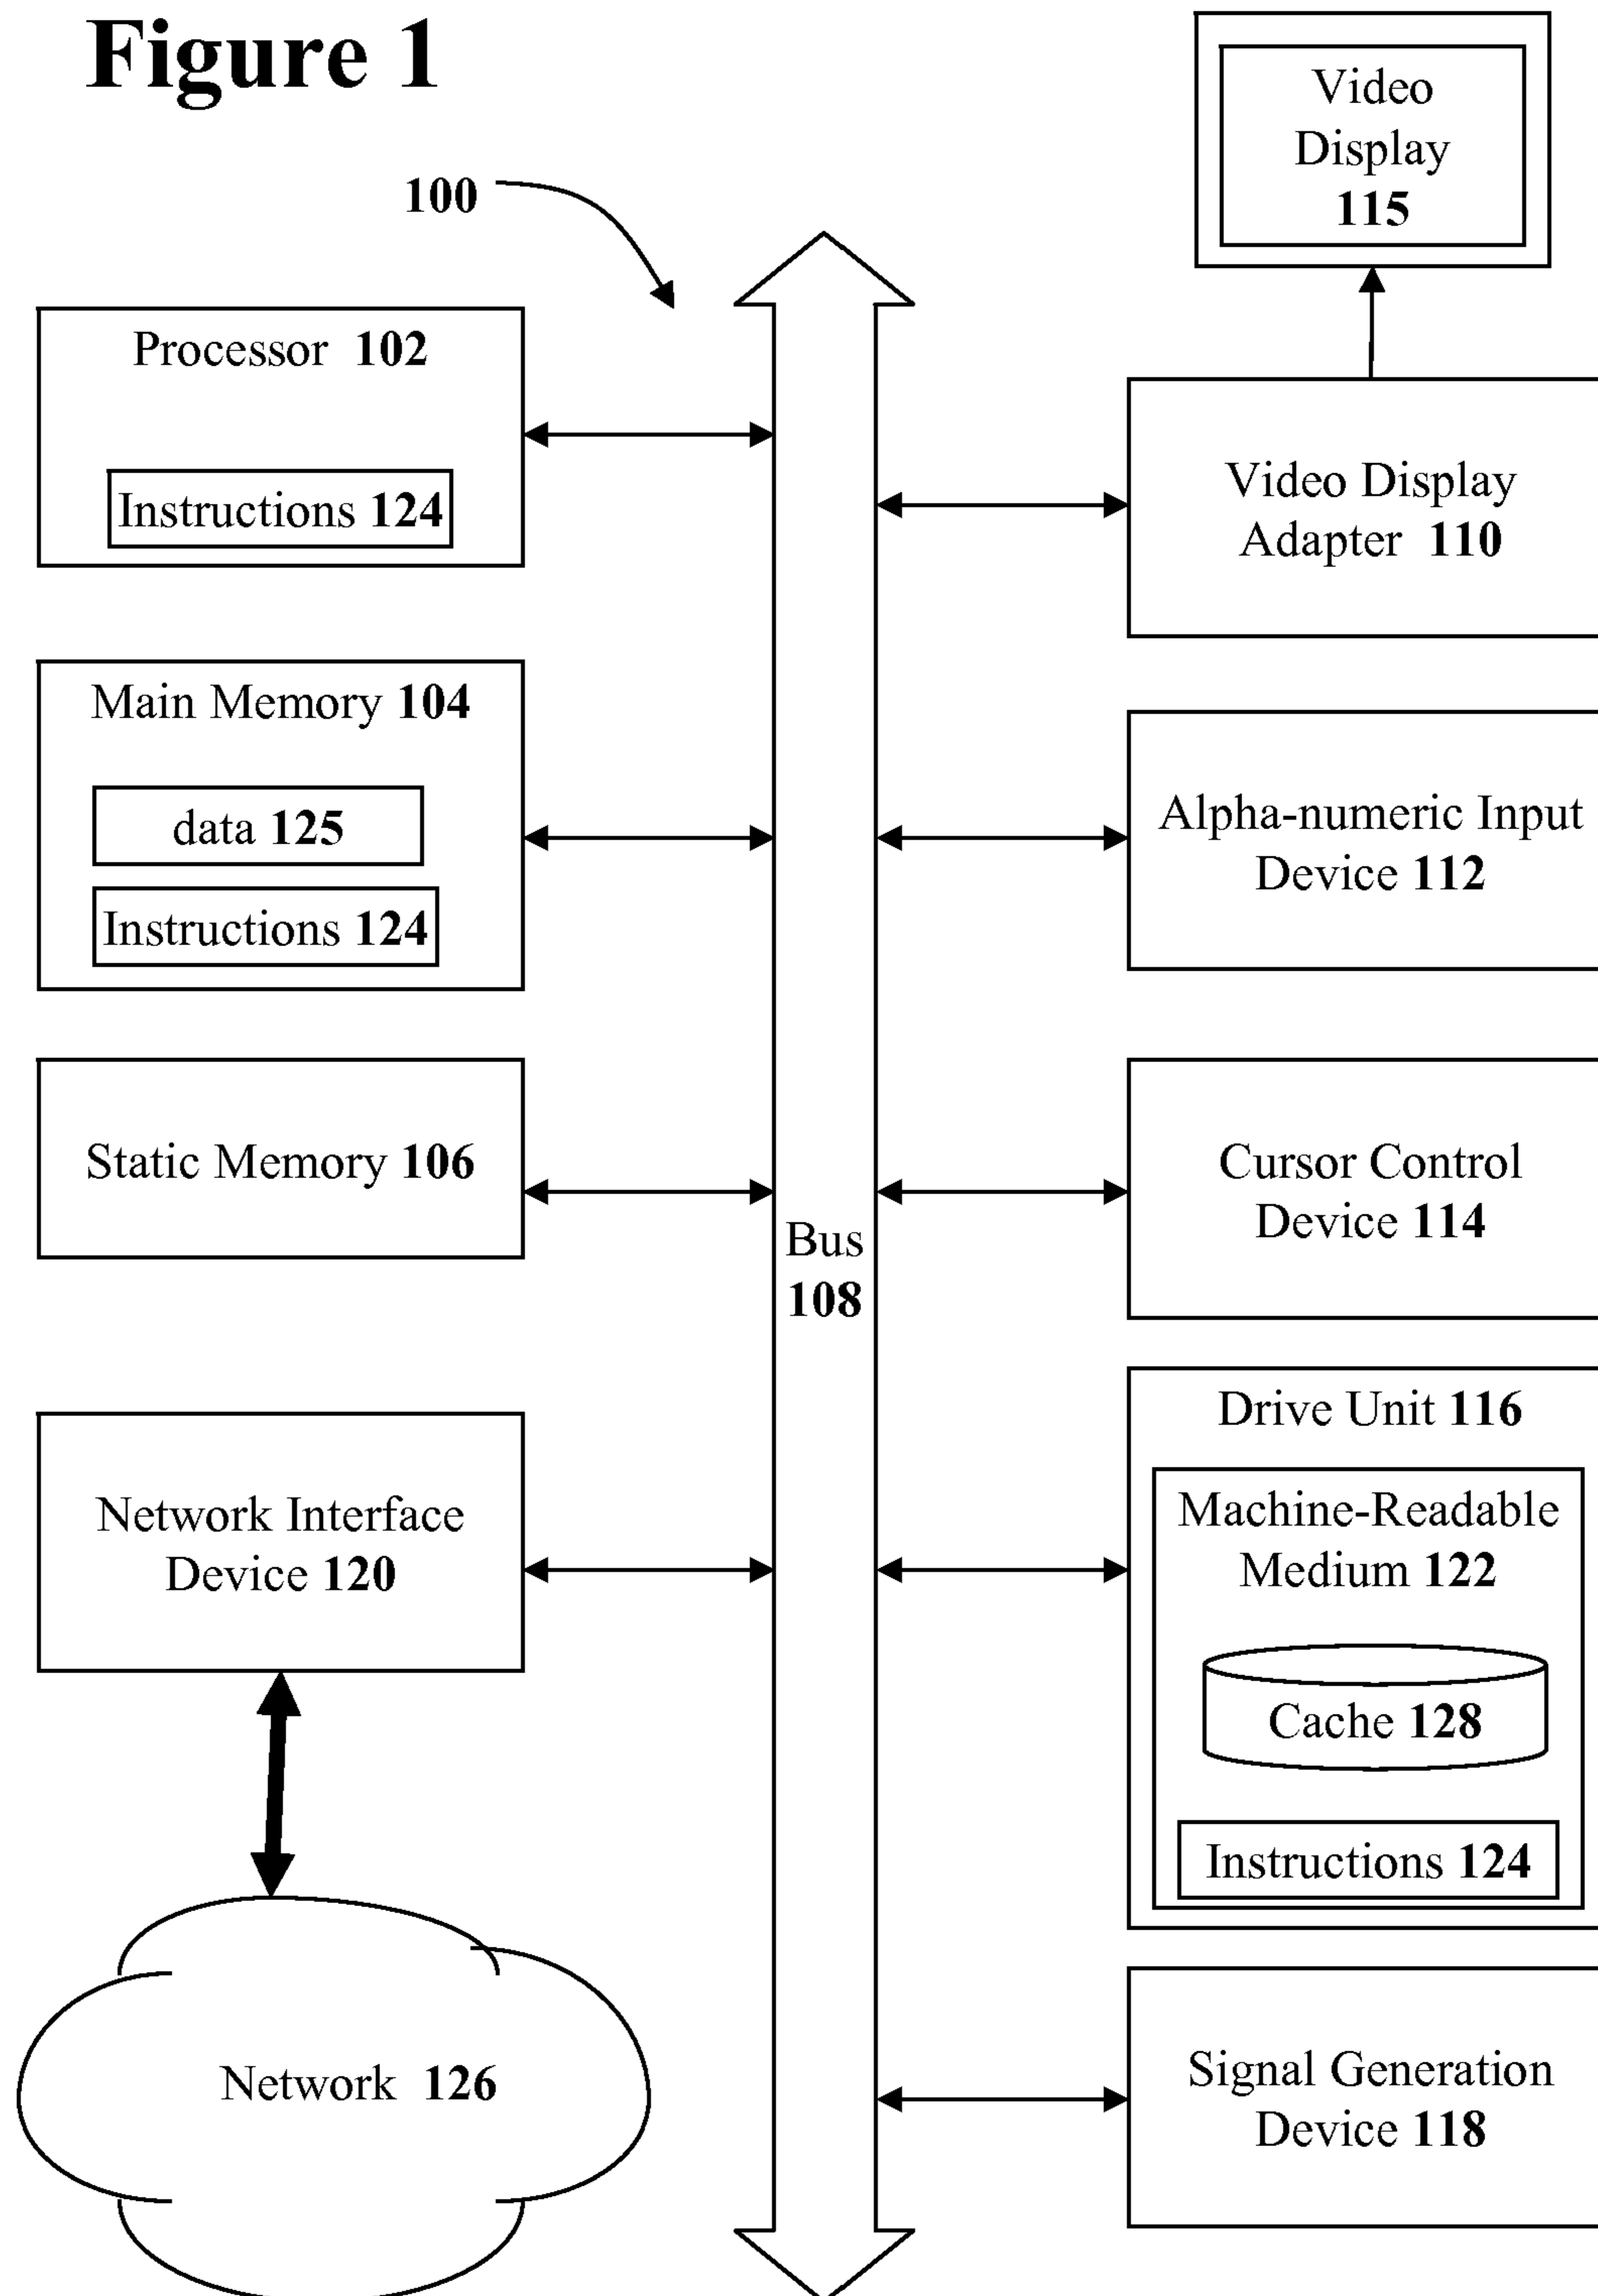 Figure 1
100
Video
Display
115
Processor 102
Instructions 124
Video Display
Adapter 110
Main Memory 104
data 125
Instructions 124
Alpha-numeric Input
Device 112
Static Memory 106
Cursor Control
Device 114
Bus
108
Network Interface
Device 120
Drive Unit 116
Machine-Readable
Medium 122
Cache 128
Instructions 124
Network 126
Signal Generation
Device 118